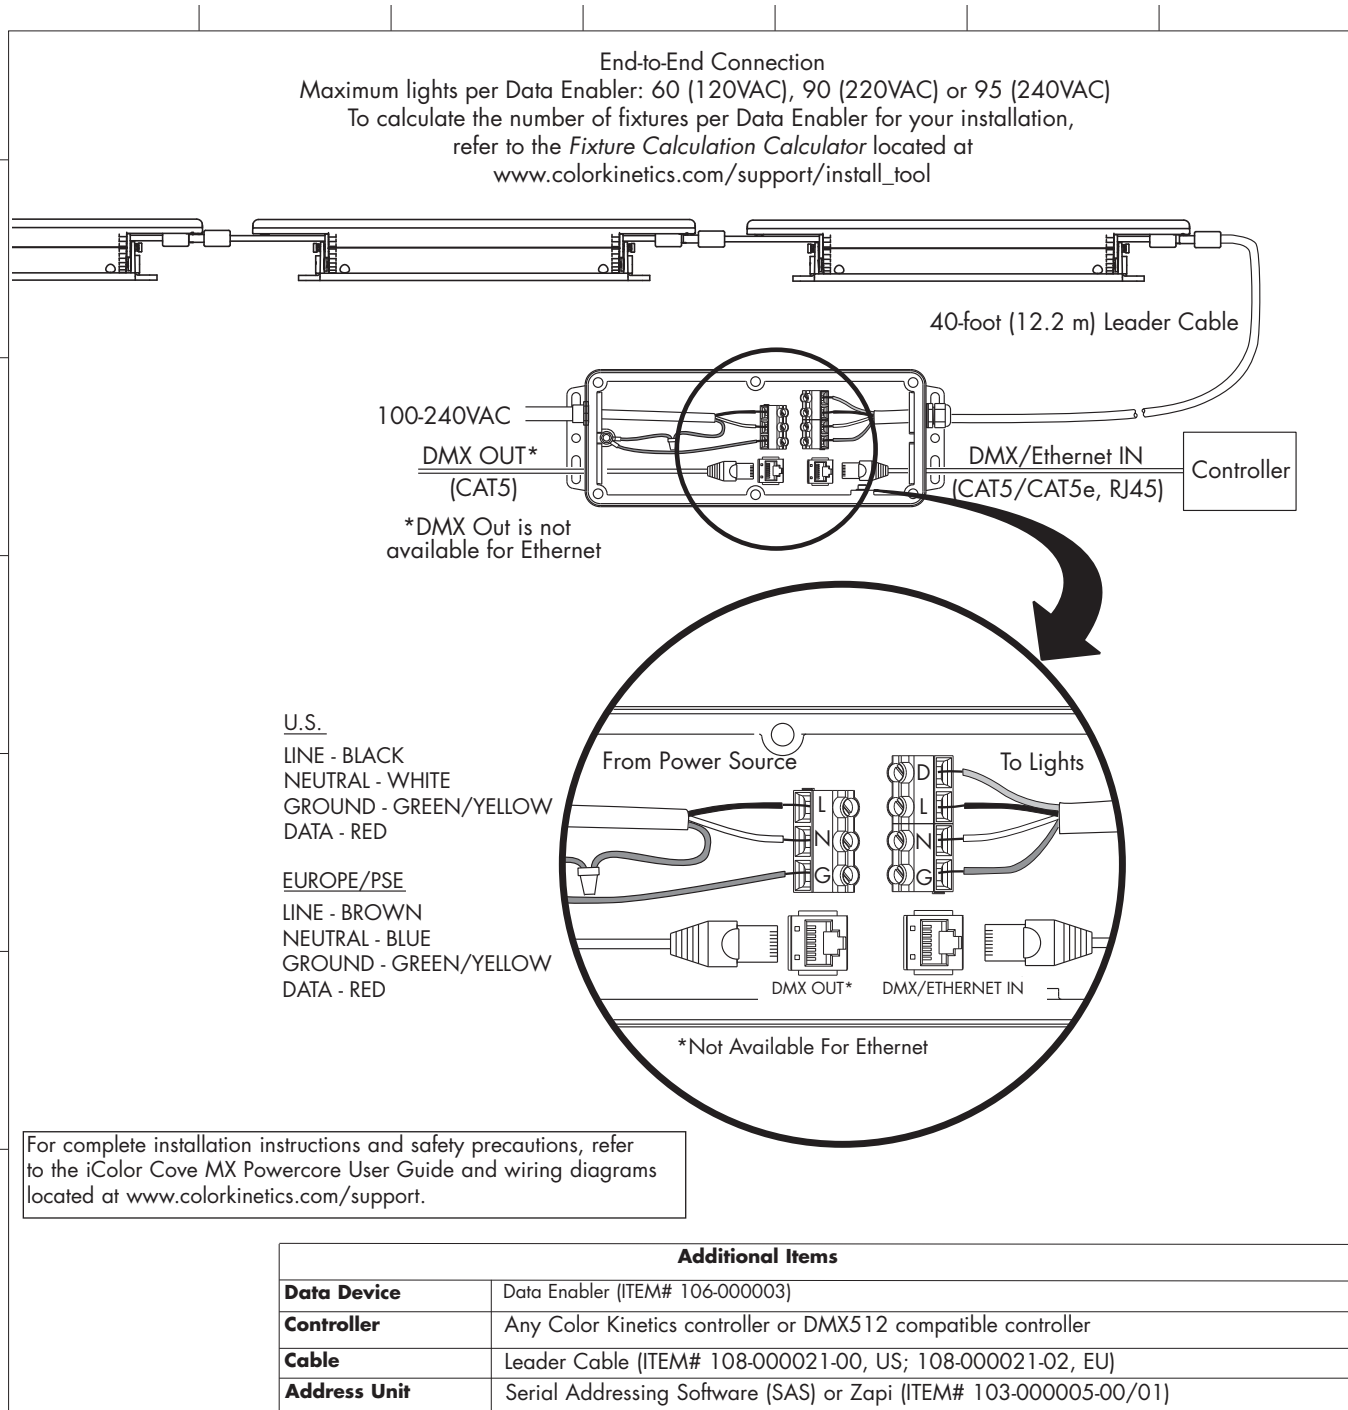 End-to-End Connection
Maximum lights per Data Enabler: 60 (120VAC), 90 (220VAC) or 95 (240VAC)
To calculate the number of fixtures per Data Enabler for your installation,
refer to the Fixture Calculation Calculator located at
www.colorkinetics.com/support/install_tool
40-foot (12.2 m) Leader Cable
100-240VAC
DMX OUT*
(CAT5)
*DMX Out is not
available for Ethernet
DMX/Ethernet IN
(CAT5/CAT5e, RJ45)
Controller
U.S.
LINE - BLACK
NEUTRAL - WHITE
GROUND - GREEN/YELLOW
DATA - RED
EUROPE/PSE
LINE - BROWN
NEUTRAL - BLUE
GROUND - GREEN/YELLOW
DATA - RED
From Power Source
To Lights
L
N
G
D
L
N
G
DMX OUT*
DMX/ETHERNET IN
*Not Available For Ethernet
For complete installation instructions and safety precautions, refer
to the iColor Cove MX Powercore User Guide and wiring diagrams
located at www.colorkinetics.com/support.
Additional Items
Data Device Data Enabler (ITEM# 106-000003)
Controller Any Color Kinetics controller or DMX512 compatible controller
Cable Leader Cable (ITEM# 108-000021-00, US; 108-000021-02, EU)
Address Unit Serial Addressing Software (SAS) or Zapi (ITEM# 103-000005-00/01)